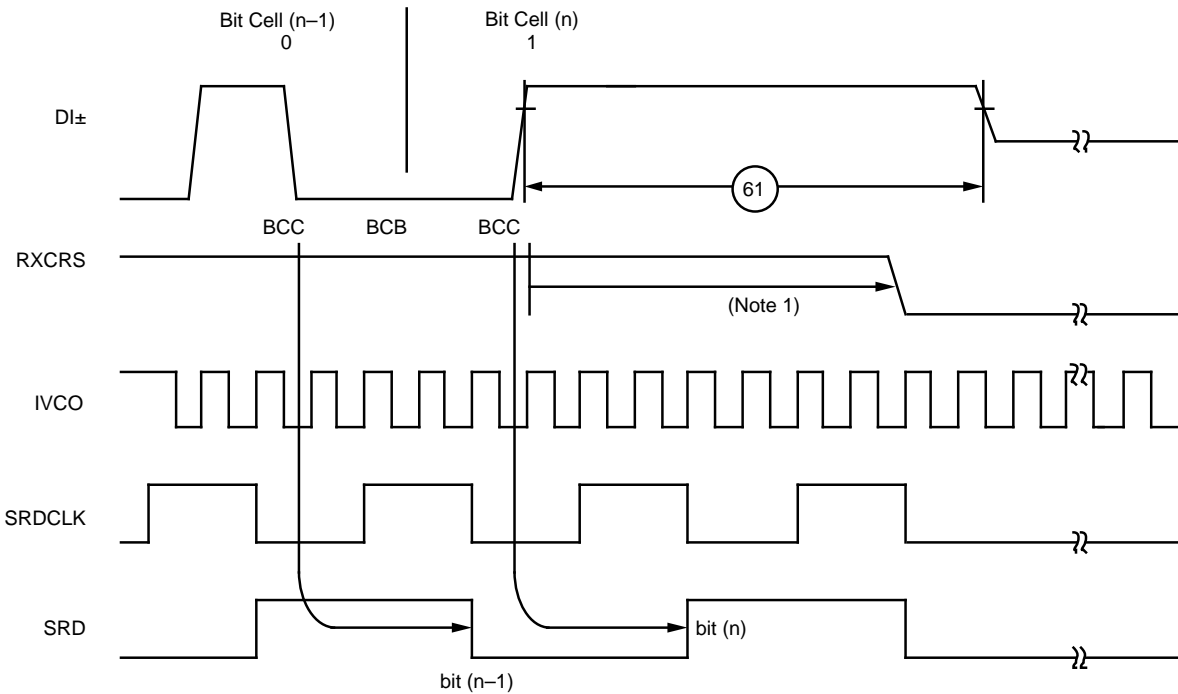 Bit Cell (n–1)
0
Bit Cell (n)
1
DI±
61
BCC
BCB
BCC
RXCRS
(Note 1)
IVCO
SRDCLK
SRD
bit (n)
bit (n–1)